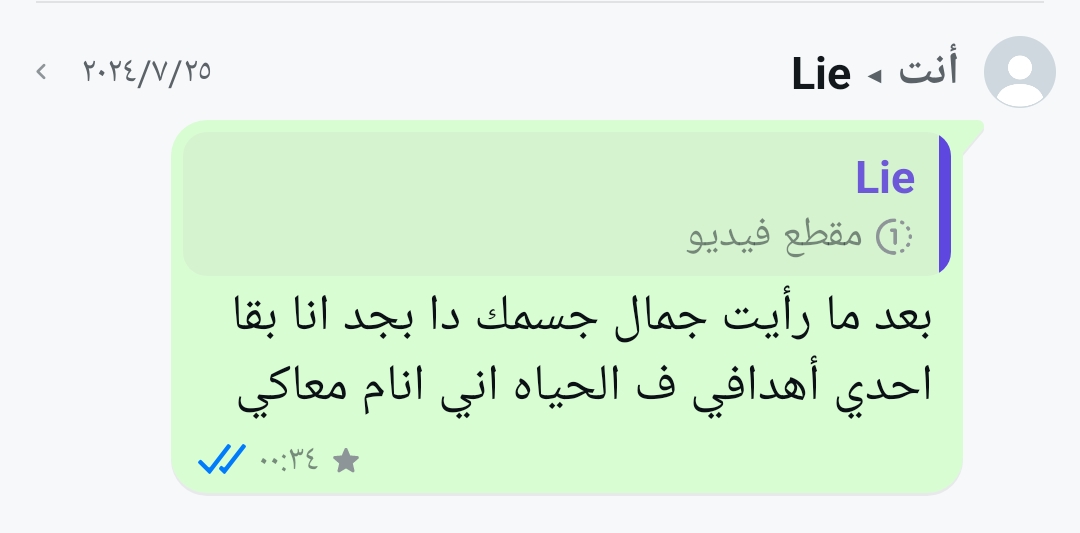 أنت ◂ Lie
٢٠٢٤/٧/٢٥
Lie
مقطع فيديو
بعد ما رأيت جمال جسمك دا بجد انا بقا
احدي أهدافي ف الحياه اني انام معاكي
٠٠:٣٤